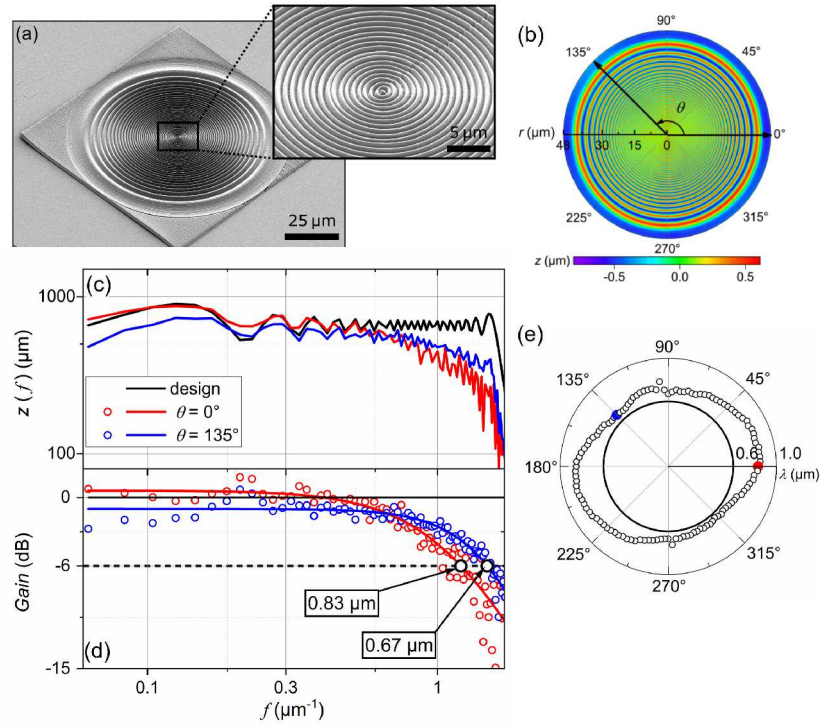 (a)
5 µm
25 µm
(b)
90°
135°
45°
θ
r (µm)
48
30
15
0
0°
225°
315°
270°
z (µm)
-0.5
0.0
0.5
(c)
1000
z (f) (µm)
design
θ = 0°
θ = 135°
100
0
-6
Gain (dB)
0.83 µm
0.67 µm
-15
(d)
0.1
0.3
1
f (µm⁻¹)
(e)
90°
135°
45°
180°
0.6
1.0
λ (µm)
0°
225°
315°
270°